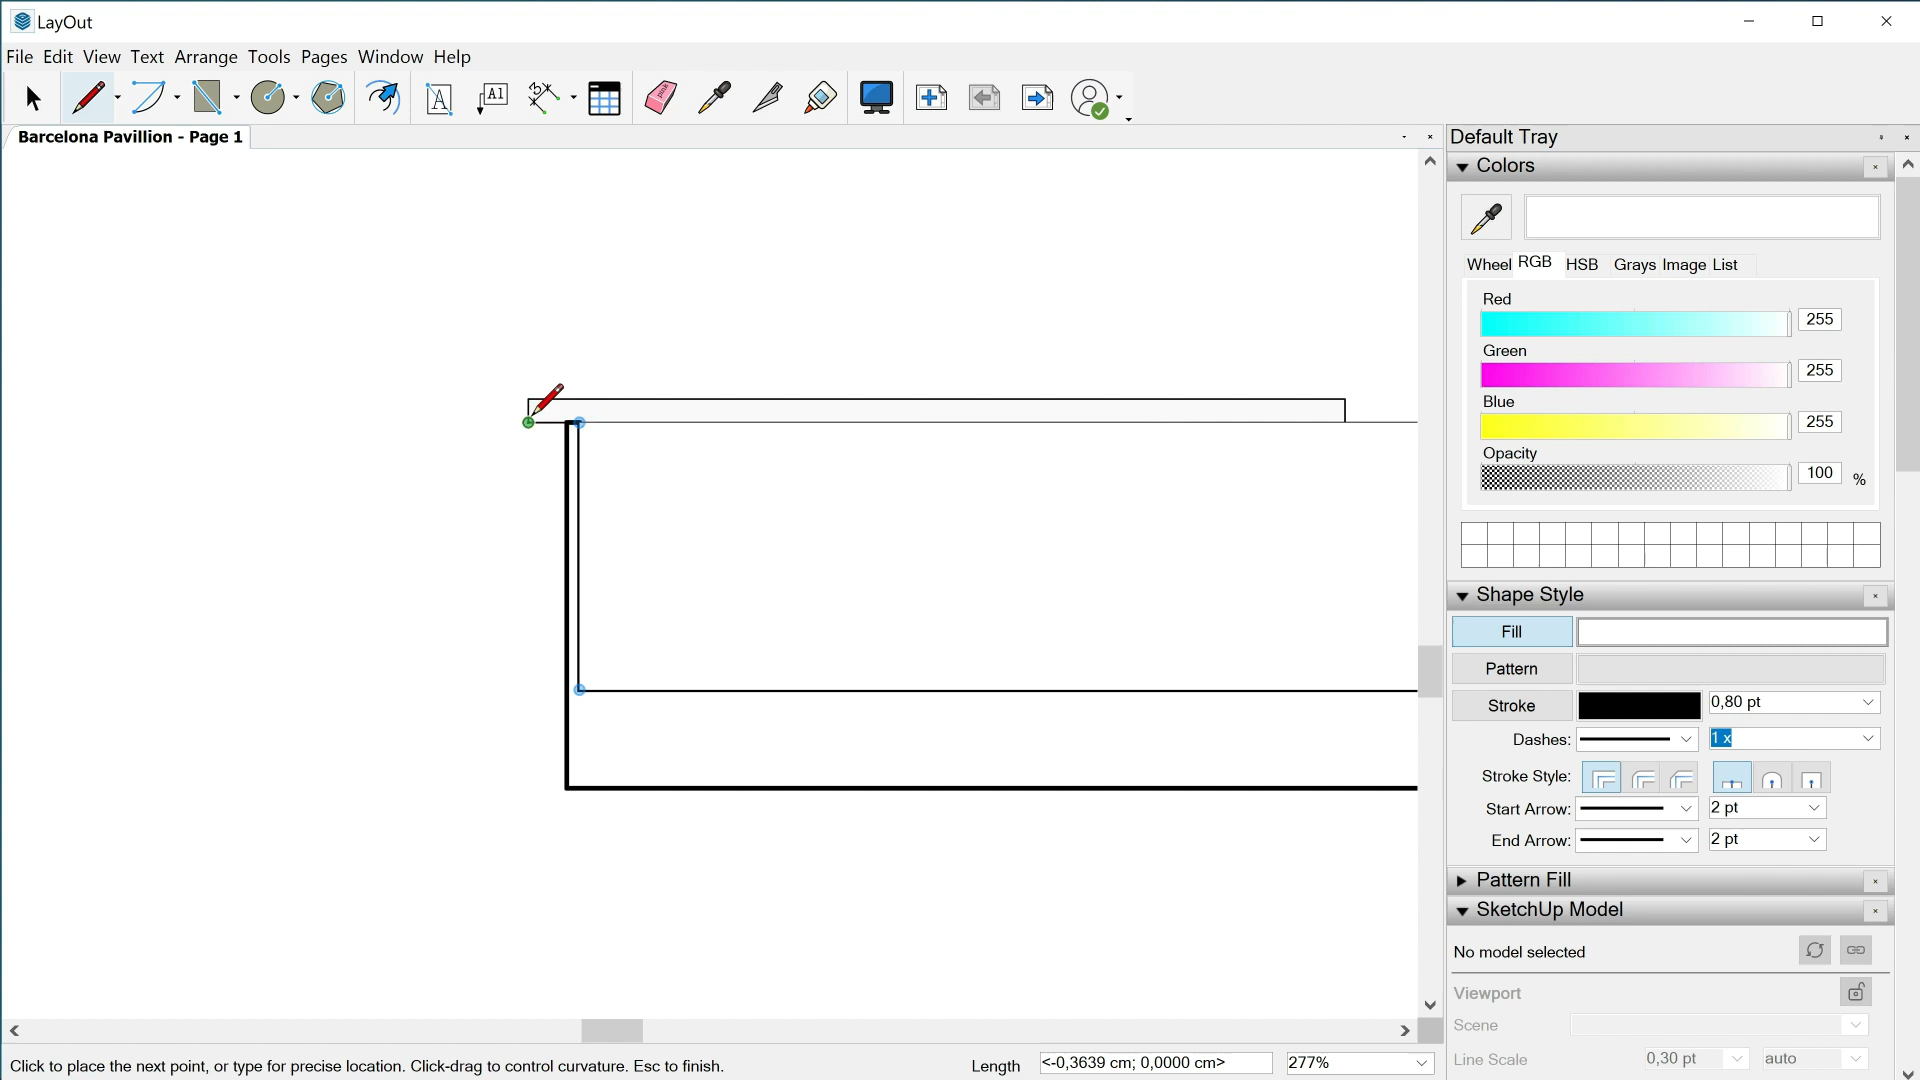 LayOut
File Edit View Text Arrange Tools Pages Window Help
A A1
Barcelona Pavillion - Page 1
Default Tray
Colors
Wheel RGB HSB Grays Image List
Red
255
Green
255
Blue
255
Opacity
100 %
Shape Style
Fill
Pattern
Stroke 0,80 pt
Dashes: 1 x
Stroke Style:
Start Arrow: 2 pt
End Arrow: 2 pt
Pattern Fill
SketchUp Model
No model selected
Viewport
Scene
Line Scale 0,30 pt auto
Click to place the next point, or type for precise location. Click-drag to control curvature. Esc to finish. Length <-0,3639 cm; 0,0000 cm> 277%